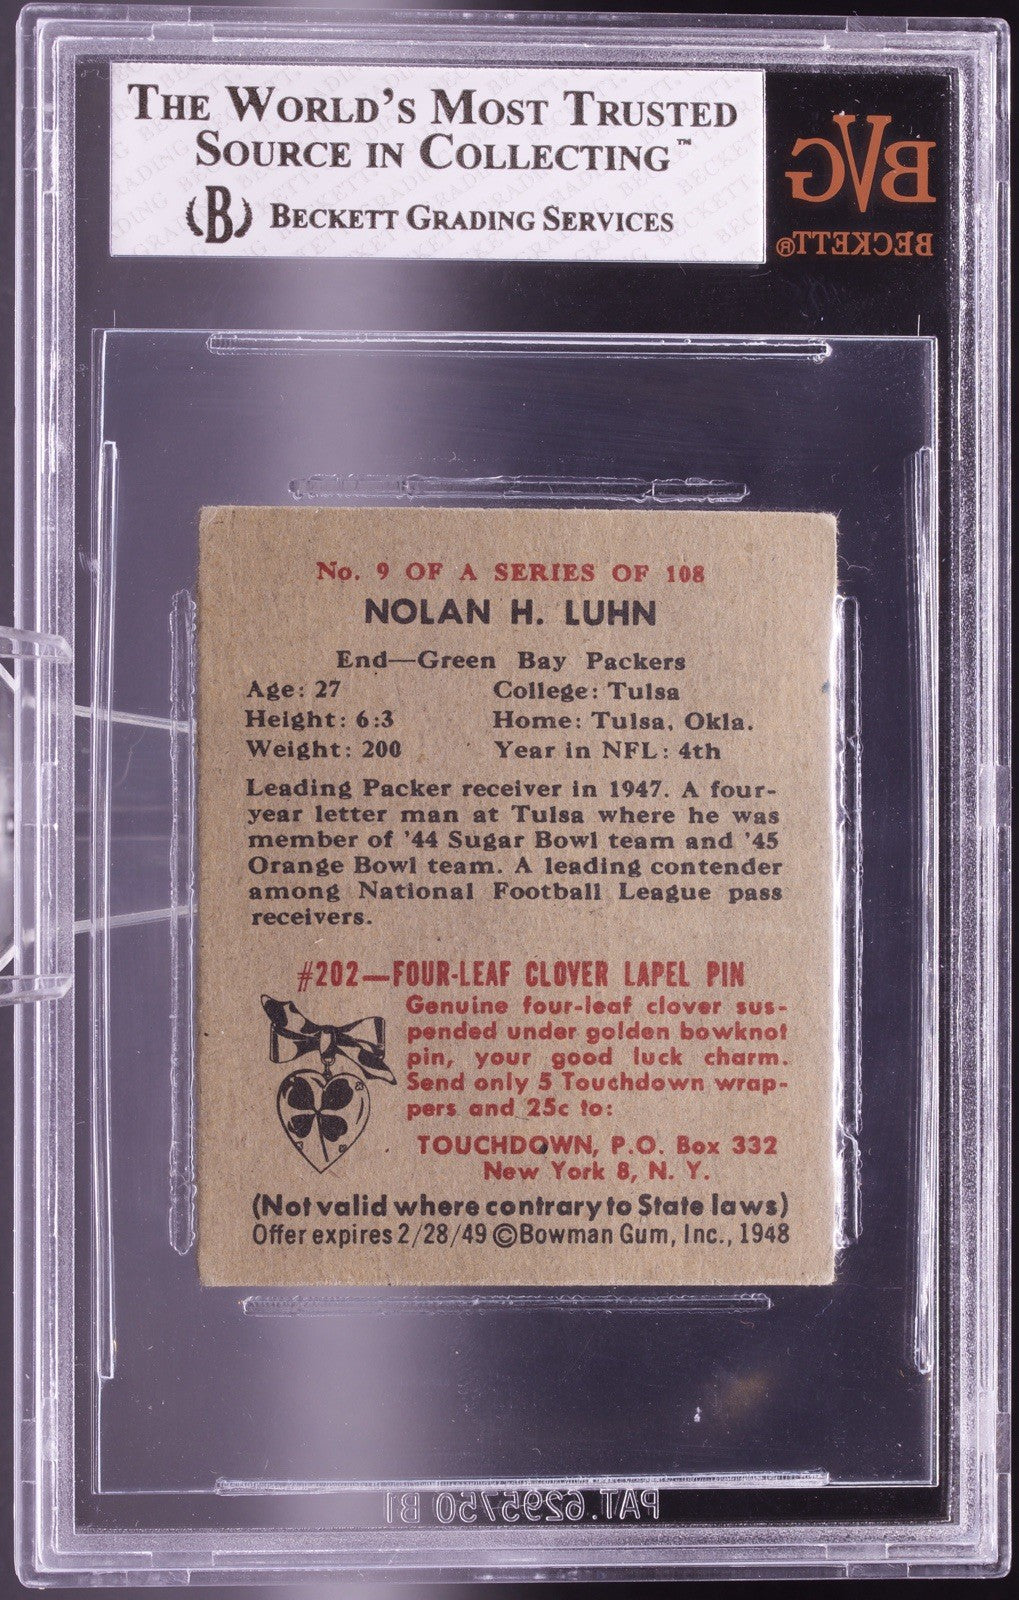 THE WORLD'S MOST TRUSTED
SOURCE IN COLLECTING™
(B) BECKETT GRADING SERVICES
BVG
BECKETT®
No. 9 OF A SERIES OF 108
NOLAN H. LUHN
End—Green Bay Packers
Age: 27 College: Tulsa
Height: 6:3 Home: Tulsa, Okla.
Weight: 200 Year in NFL: 4th
Leading Packer receiver in 1947. A four-
year letter man at Tulsa where he was
member of '44 Sugar Bowl team and '45
Orange Bowl team. A leading contender
among National Football League pass
receivers.
#202—FOUR-LEAF CLOVER LAPEL PIN
Genuine four-leaf clover sus-
pended under golden bowknot
pin, your good luck charm.
Send only 5 Touchdown wrap-
pers and 25c to:
TOUCHDOWN, P.O. Box 332
New York 8, N. Y.
(Not valid where contrary to State laws)
Offer expires 2/28/49 ©Bowman Gum, Inc., 1948
PAT. 6295750 B1